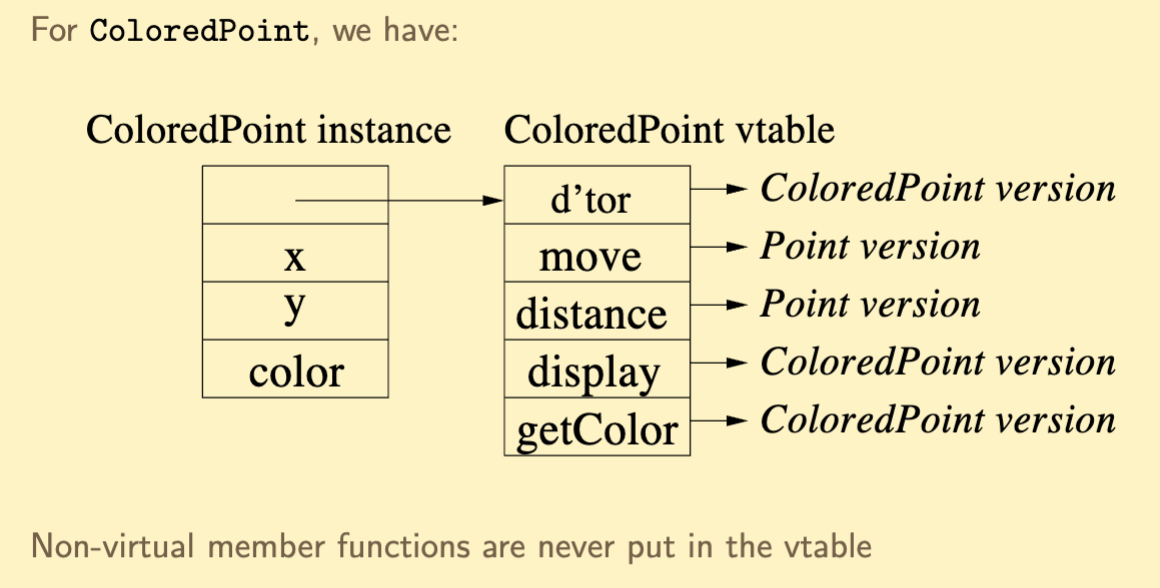 For ColoredPoint, we have:
ColoredPoint instance ColoredPoint vtable
d'tor ColoredPoint version
x move Point version
y distance Point version
color display ColoredPoint version
getColor ColoredPoint version
Non-virtual member functions are never put in the vtable